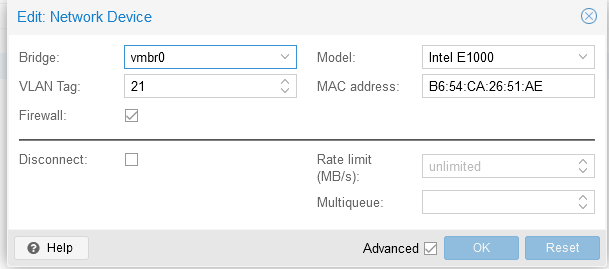 Edit: Network Device
Bridge: vmbr0 Model: Intel E1000
VLAN Tag: 21 MAC address: B6:54:CA:26:51:AE
Firewall:
Disconnect: Rate limit (MB/s): unlimited
Multiqueue:
Help Advanced OK Reset